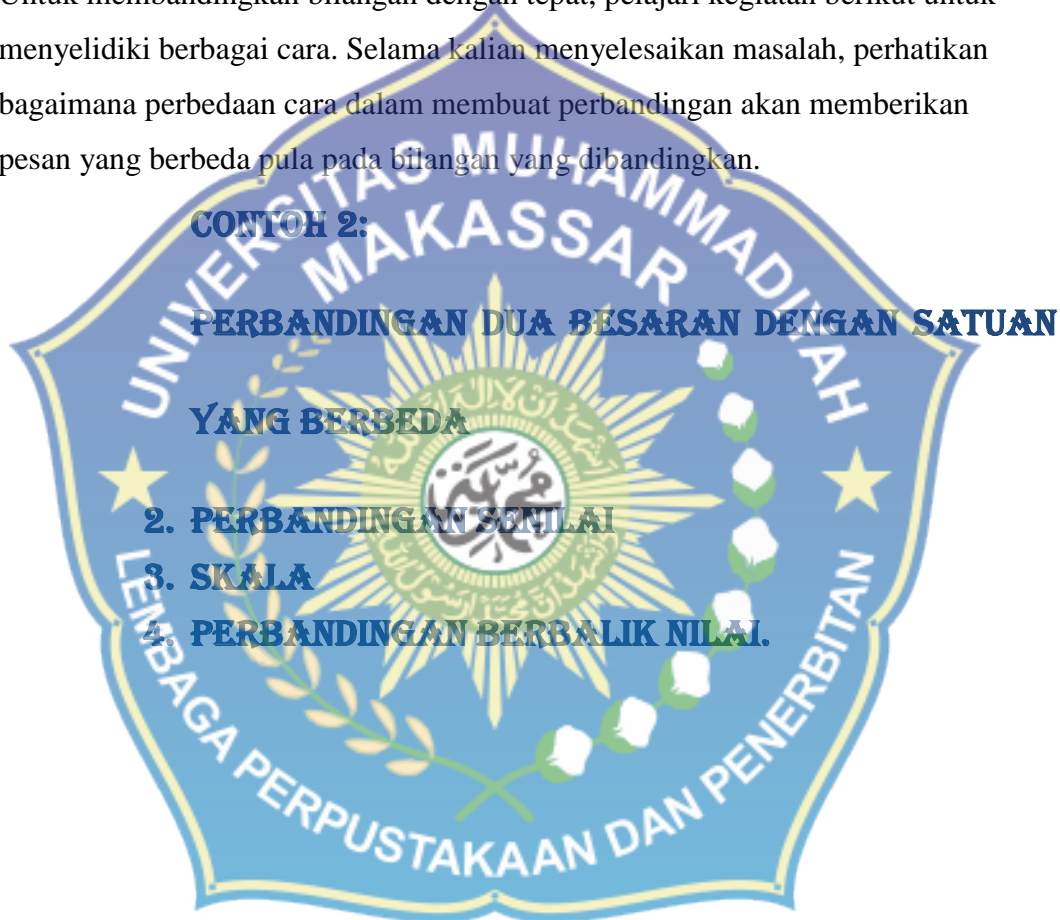 Untuk membandingkan bilangan dengan tepat, pelajari kegiatan berikut untuk
menyelidiki berbagai cara. Selama kalian menyelesaikan masalah, perhatikan
bagaimana perbedaan cara dalam membuat perbandingan akan memberikan
pesan yang berbeda pula pada bilangan yang dibandingkan.
UNIVERSITAS MUHAMMADIYAH
MAKASSAR
CONTOH 2:
PERBANDINGAN DUA BESARAN DENGAN SATUAN
YANG BERBEDA
2. PERBANDINGAN SENILAI
3. SKALA
4. PERBANDINGAN BERBALIK NILAI.
LEMBAGA PERPUSTAKAAN DAN PENERBITAN